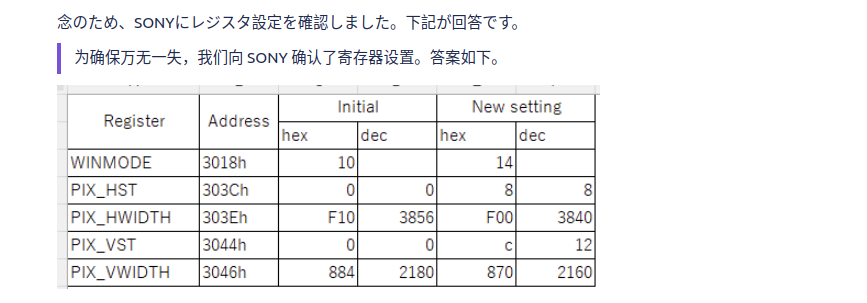 念のため、SONYにレジスタ設定を確認しました。下記が回答です。
为确保万无一失，我们向 SONY 确认了寄存器设置。答案如下。
Register Address Initial New setting
hex dec hex dec
WINMODE 3018h 10 14
PIX_HST 303Ch 0 0 8 8
PIX_HWIDTH 303Eh F10 3856 F00 3840
PIX_VST 3044h 0 0 c 12
PIX_VWIDTH 3046h 884 2180 870 2160